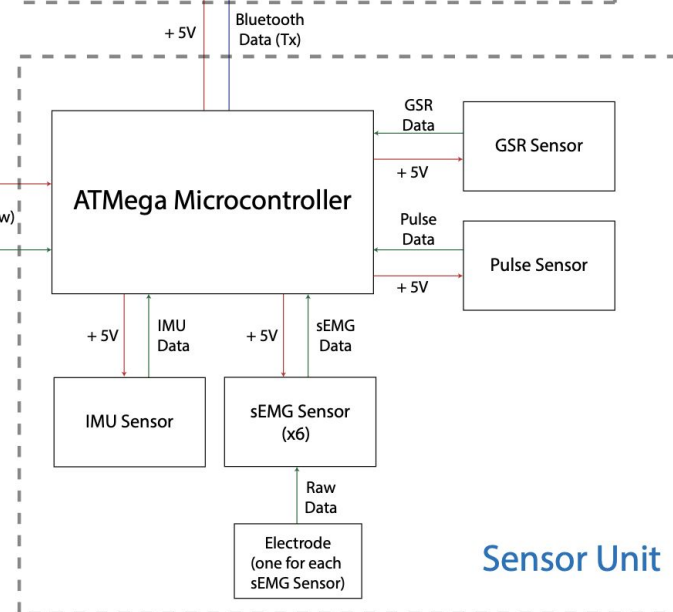 + 5V
Bluetooth
Data (Tx)
GSR
Data
GSR Sensor
+ 5V
ATMega Microcontroller
w)
Pulse
Data
Pulse Sensor
+ 5V
+ 5V
IMU
Data
+ 5V
sEMG
Data
IMU Sensor
sEMG Sensor
(x6)
Raw
Data
Electrode
(one for each
sEMG Sensor)
Sensor Unit